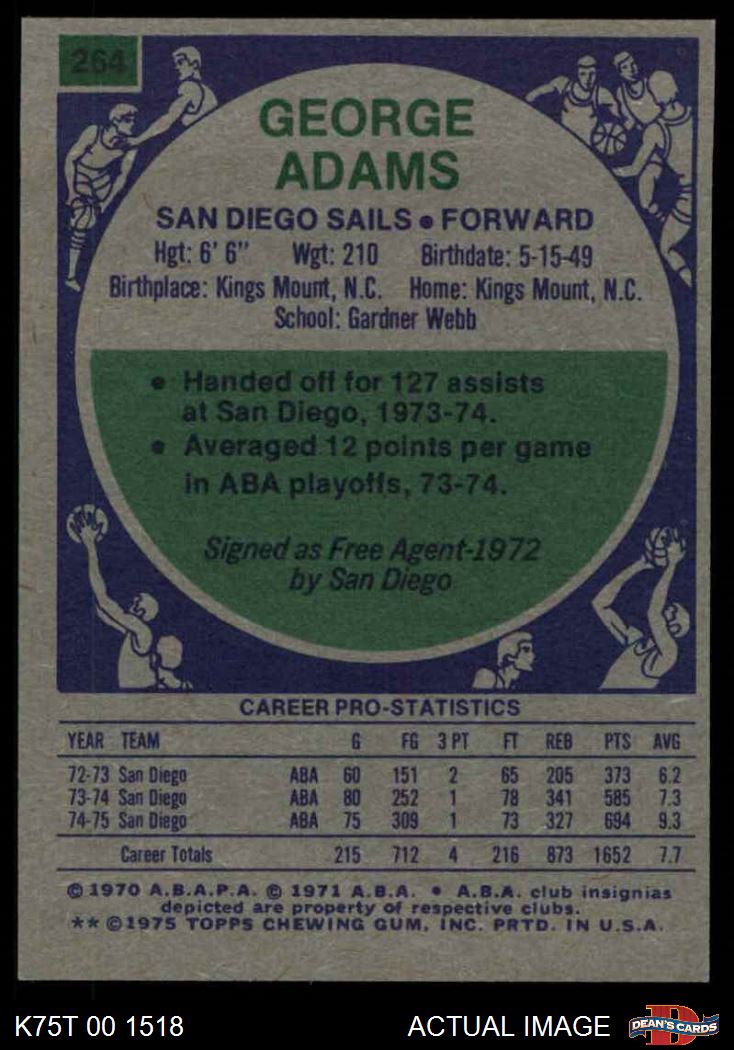 264
GEORGE
ADAMS
SAN DIEGO SAILS • FORWARD
Hgt: 6' 6" Wgt: 210 Birthdate: 5-15-49
Birthplace: Kings Mount, N.C. Home: Kings Mount, N.C.
School: Gardner Webb
• Handed off for 127 assists
at San Diego, 1973-74.
• Averaged 12 points per game
in ABA playoffs, 73-74.
Signed as Free Agent-1972
by San Diego
CAREER PRO-STATISTICS
YEAR TEAM G FG 3 PT FT REB PTS AVG
72-73 San Diego ABA 60 151 2 65 205 373 6.2
73-74 San Diego ABA 80 252 1 78 341 585 7.3
74-75 San Diego ABA 75 309 1 73 327 694 9.3
Career Totals 215 712 4 216 873 1652 7.7
© 1970 A.B.A.P.A. © 1971 A.B.A. • A.B.A. club insignias
depicted are property of respective clubs.
** ©1975 TOPPS CHEWING GUM, INC. PRTD. IN U.S.A.
K75T 00 1518 ACTUAL IMAGE DEAN'S CARDS